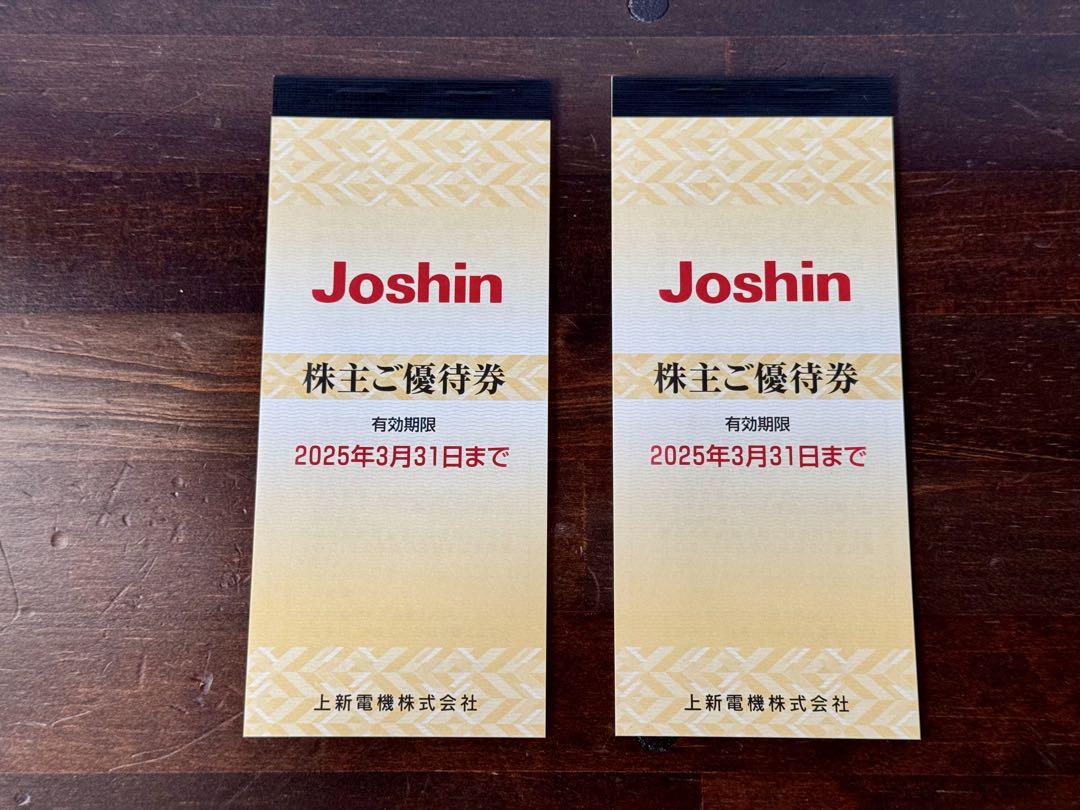 Joshin
株主ご優待券
有効期限
2025年3月31日まで
上新電機株式会社
Joshin
株主ご優待券
有効期限
2025年3月31日まで
上新電機株式会社